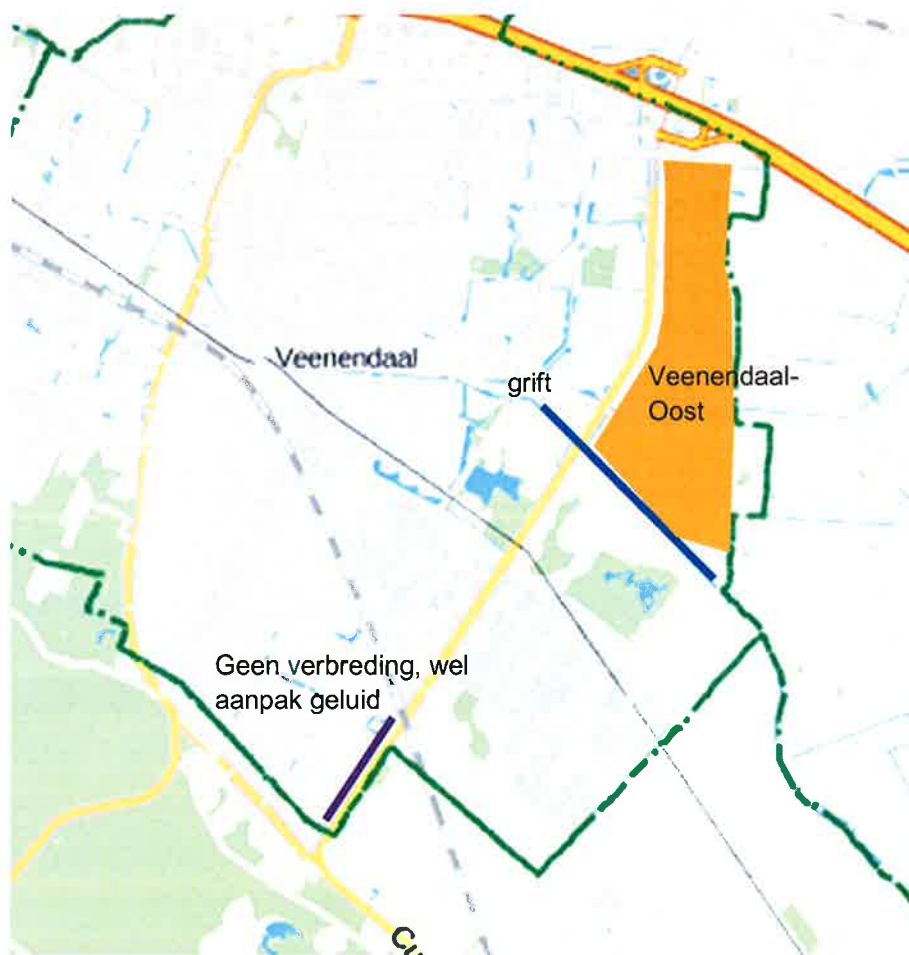 Veenendaal
grift
Veenendaal-
Oost
Geen verbreding, wel
aanpak geluid